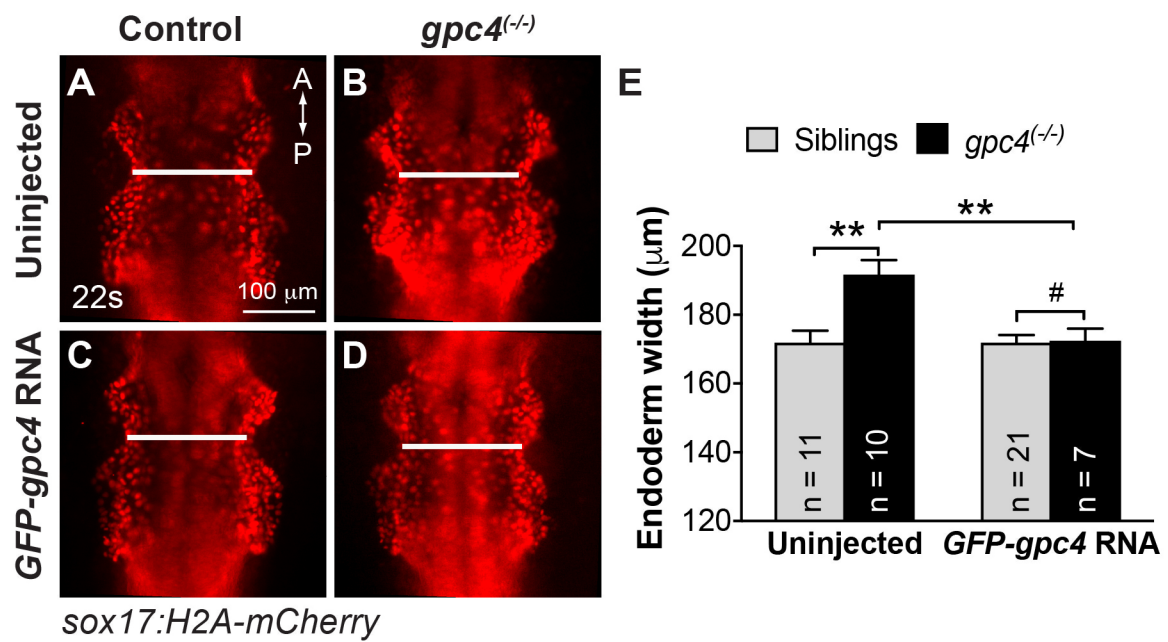 Control
gpc4(-/-)
Uninjected
GFP-gpc4 RNA
A
A
P
22s
100 μm
B
C
D
sox17:H2A-mCherry
E
Siblings
gpc4(-/-)
Endoderm width (μm)
200
180
160
140
120
**
**
#
n = 11
n = 10
n = 21
n = 7
Uninjected
GFP-gpc4 RNA